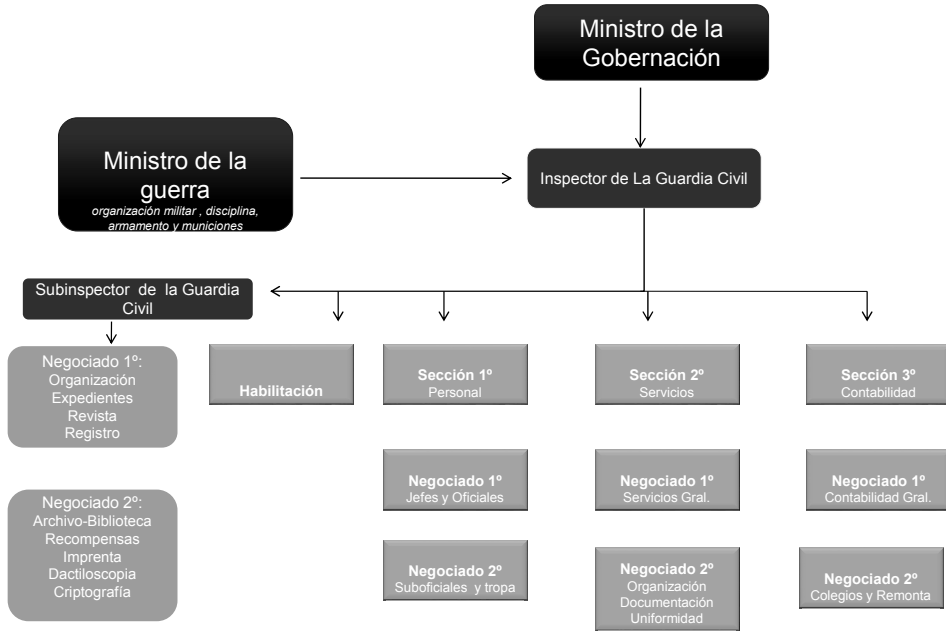 Ministro de la
Gobernación
Ministro de la
guerra
organización militar , disciplina,
armamento y municiones
Inspector de La Guardia Civil
Subinspector de la Guardia
Civil
Negociado 1º:
Organización
Expedientes
Revista
Registro
Negociado 2º:
Archivo-Biblioteca
Recompensas
Imprenta
Dactiloscopia
Criptografía
Habilitación
Sección 1º
Personal
Negociado 1º
Jefes y Oficiales
Negociado 2º
Suboficiales y tropa
Sección 2º
Servicios
Negociado 1º
Servicios Gral.
Negociado 2º
Organización
Documentación
Uniformidad
Sección 3º
Contabilidad
Negociado 1º
Contabilidad Gral.
Negociado 2º
Colegios y Remonta